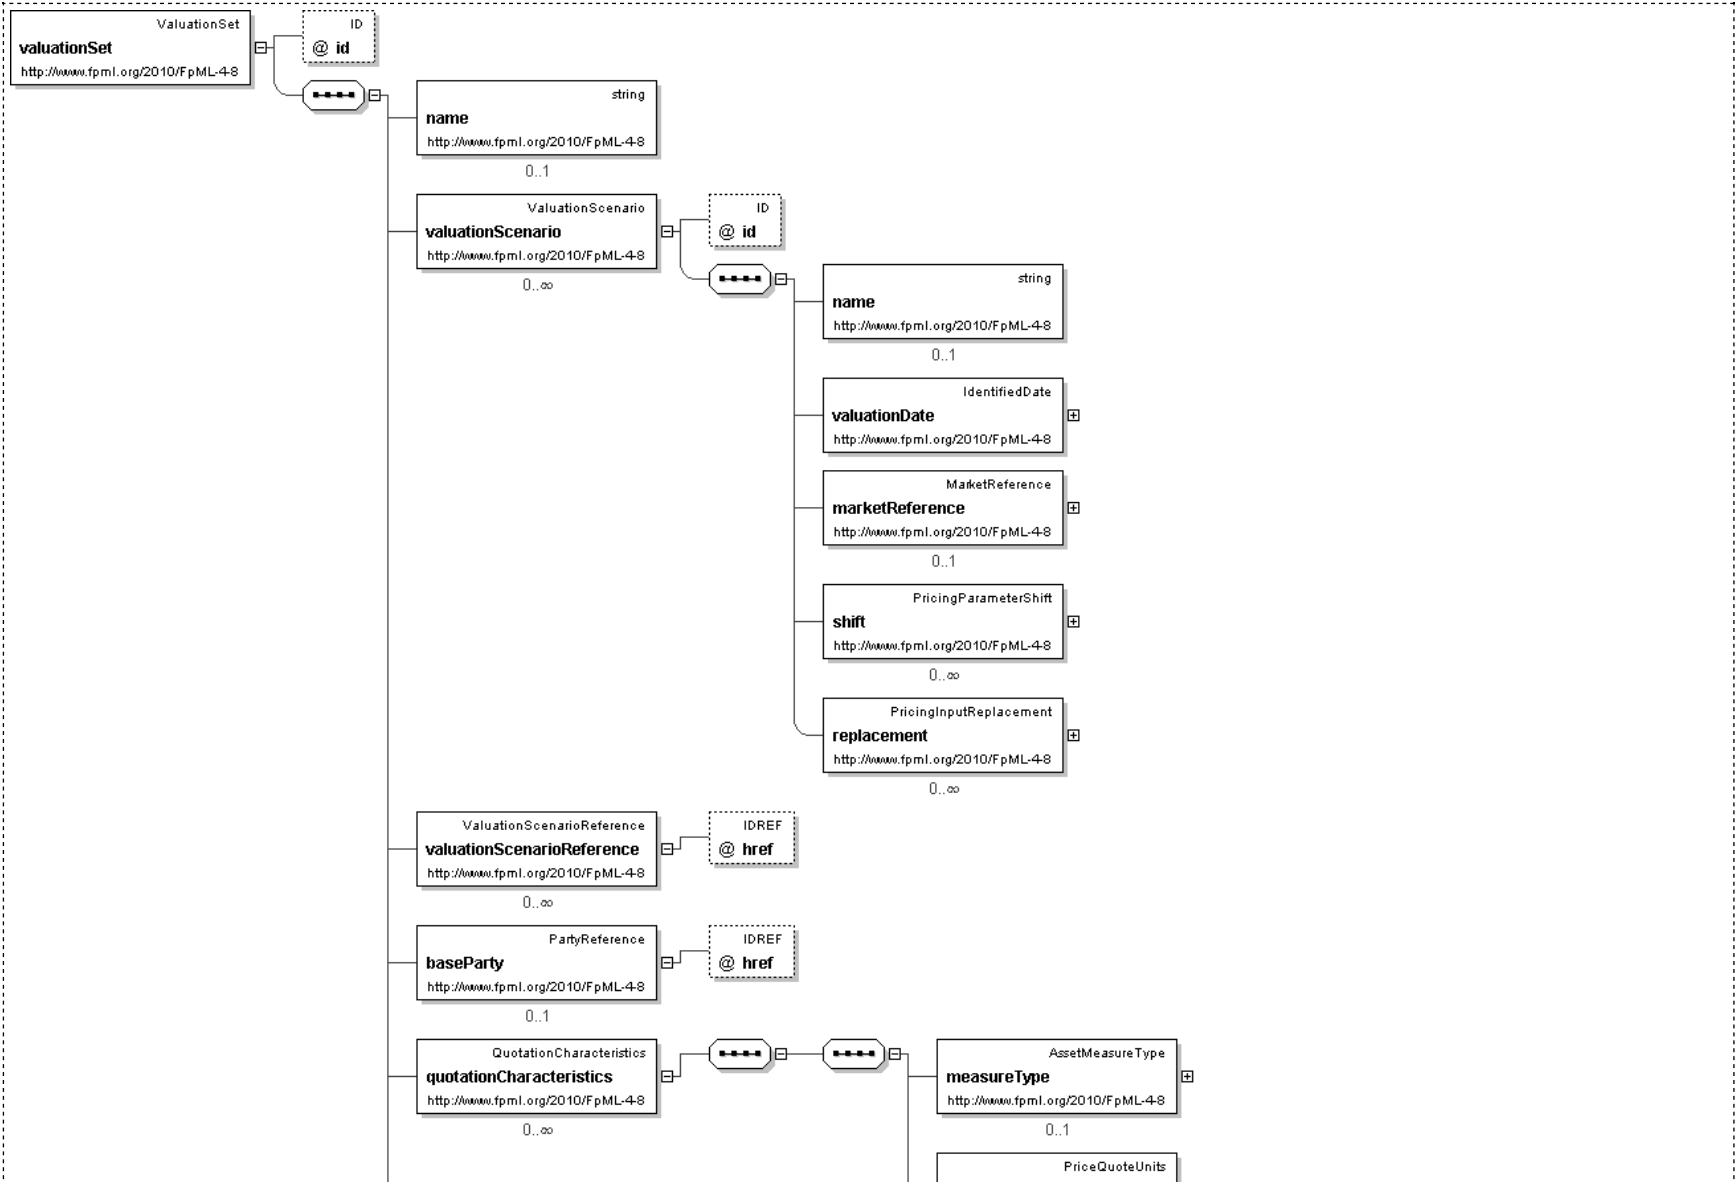 ValuationSet
valuationSet
http://www.fpml.org/2010/FpML-4-8
ID
@ id
string
name
http://www.fpml.org/2010/FpML-4-8
0..1
ValuationScenario
valuationScenario
http://www.fpml.org/2010/FpML-4-8
0..∞
ID
@ id
string
name
http://www.fpml.org/2010/FpML-4-8
0..1
IdentifiedDate
valuationDate
http://www.fpml.org/2010/FpML-4-8
MarketReference
marketReference
http://www.fpml.org/2010/FpML-4-8
0..1
PricingParameterShift
shift
http://www.fpml.org/2010/FpML-4-8
0..∞
PricingInputReplacement
replacement
http://www.fpml.org/2010/FpML-4-8
0..∞
ValuationScenarioReference
valuationScenarioReference
http://www.fpml.org/2010/FpML-4-8
0..∞
IDREF
@ href
PartyReference
baseParty
http://www.fpml.org/2010/FpML-4-8
0..1
IDREF
@ href
QuotationCharacteristics
quotationCharacteristics
http://www.fpml.org/2010/FpML-4-8
0..∞
AssetMeasureType
measureType
http://www.fpml.org/2010/FpML-4-8
0..1
PriceQuoteUnits